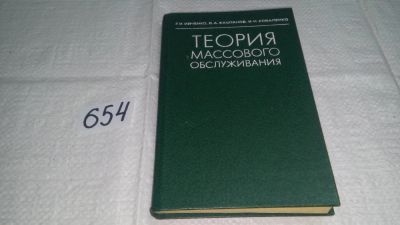 Г.И. ИВЧЕНКО, В.А. КАШТАНОВ, И.Н. КОВАЛЕНКО
ТЕОРИЯ
МАССОВОГО
ОБСЛУЖИВАНИЯ
654